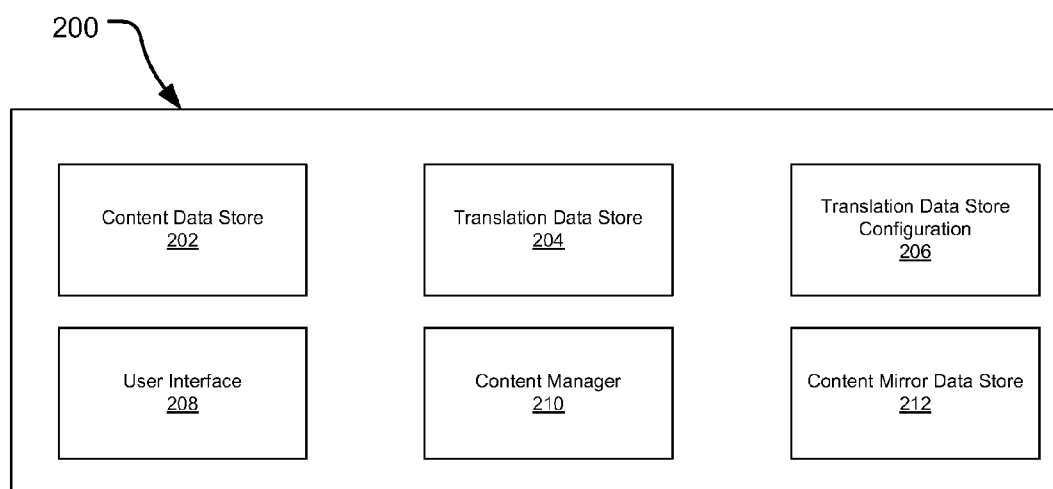 200
Content Data Store
202
Translation Data Store
204
Translation Data Store
Configuration
206
User Interface
208
Content Manager
210
Content Mirror Data Store
212